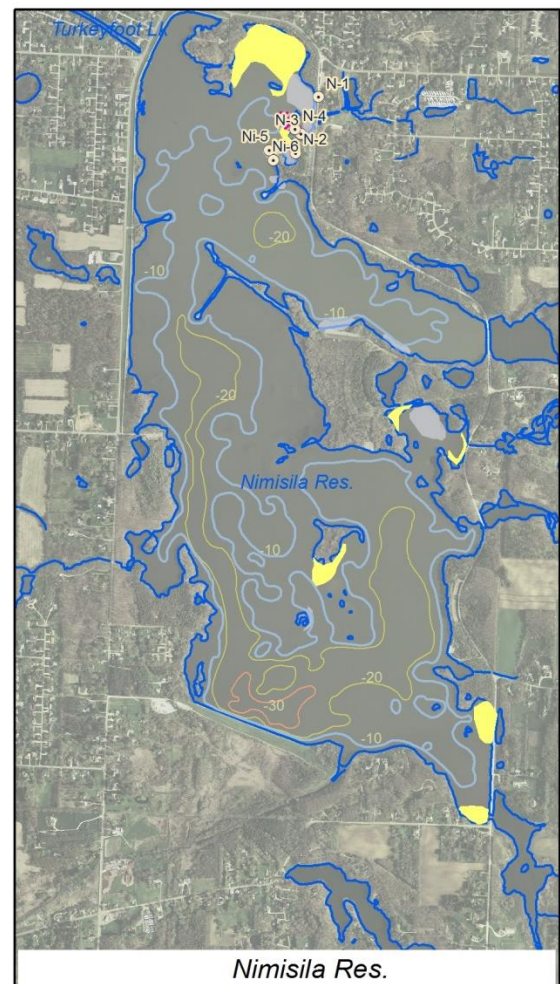 Turkeyfoot Lk
N-1
N-3
N-4
Ni-5
N-2
Ni-6
-20
-10
-10
-20
Nimisila Res.
-10
-20
-30
-10
Nimisila Res.